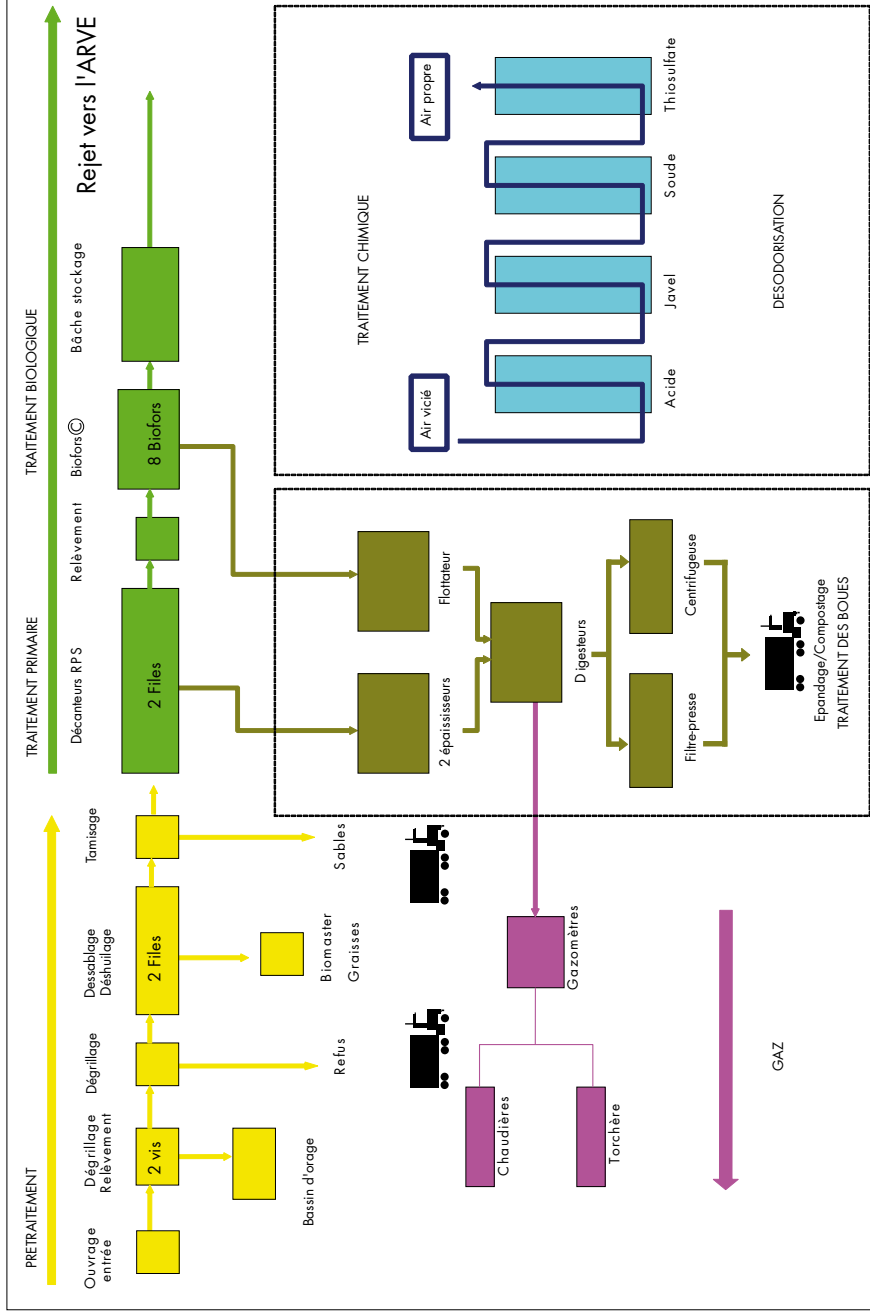 PRETRAITEMENT
TRAITEMENT PRIMAIRE
TRAITEMENT BIOLOGIQUE
Ouvrage
entrée
Dégrillage
Relèvement
Dégrillage
Dessablage
Déshuilage
Tamisage
Décanteurs RPS
Relèvement
Biofors©
Bâche stockage
Rejet vers l'ARVE
2 vis
2 Files
2 Files
8 Biofors
Bassin d'orage
Refus
Biomaster
Graisses
Sables
2 épaississeurs
Flottateur
Digesteurs
Filtre-presse
Centrifugeuse
Epandage/Compostage
TRAITEMENT DES BOUES
Gazomètres
Chaudières
Torchère
GAZ
TRAITEMENT CHIMIQUE
Air vicié
Air propre
Acide
Javel
Soude
Thiosulfate
DESODORISATION